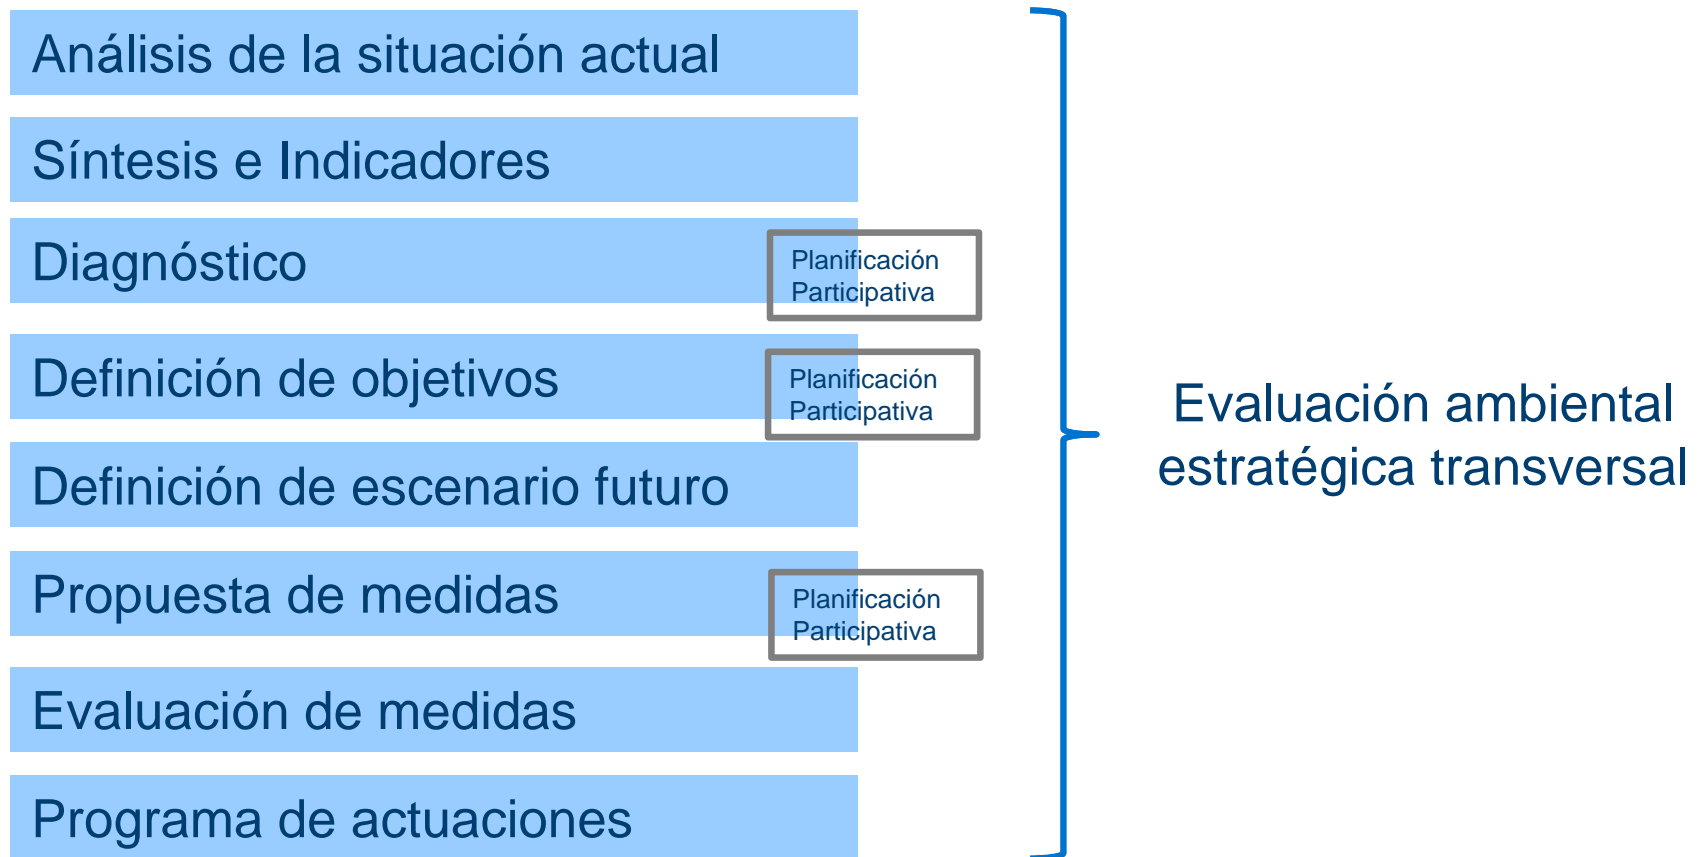 Análisis de la situación actual
Síntesis e Indicadores
Diagnóstico
Planificación
Participativa
Definición de objetivos
Planificación
Participativa
Definición de escenario futuro
Propuesta de medidas
Planificación
Participativa
Evaluación de medidas
Programa de actuaciones
Evaluación ambiental
estratégica transversal